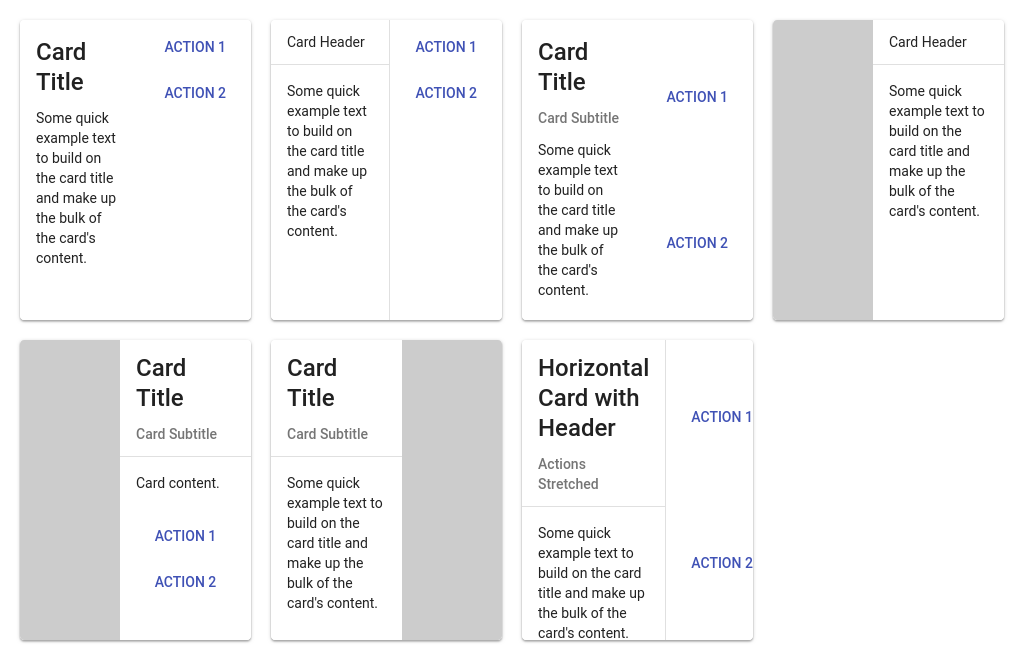 Card
Title
Some quick
example text
to build on
the card title
and make up
the bulk of
the card's
content.
ACTION 1
ACTION 2
Card Header
Some quick
example text
to build on
the card title
and make up
the bulk of
the card's
content.
ACTION 1
ACTION 2
Card
Title
Card Subtitle
Some quick
example text
to build on
the card title
and make up
the bulk of
the card's
content.
ACTION 1
ACTION 2
Card Header
Some quick
example text to
build on the
card title and
make up the
bulk of the
card's content.
Card
Title
Card Subtitle
Card content.
ACTION 1
ACTION 2
Card
Title
Card Subtitle
Some quick
example text to
build on the
card title and
make up the
bulk of the
card's content.
Horizontal
Card with
Header
Actions
Stretched
Some quick
example text to
build on the card
title and make up
the bulk of the
card's content.
ACTION 1
ACTION 2